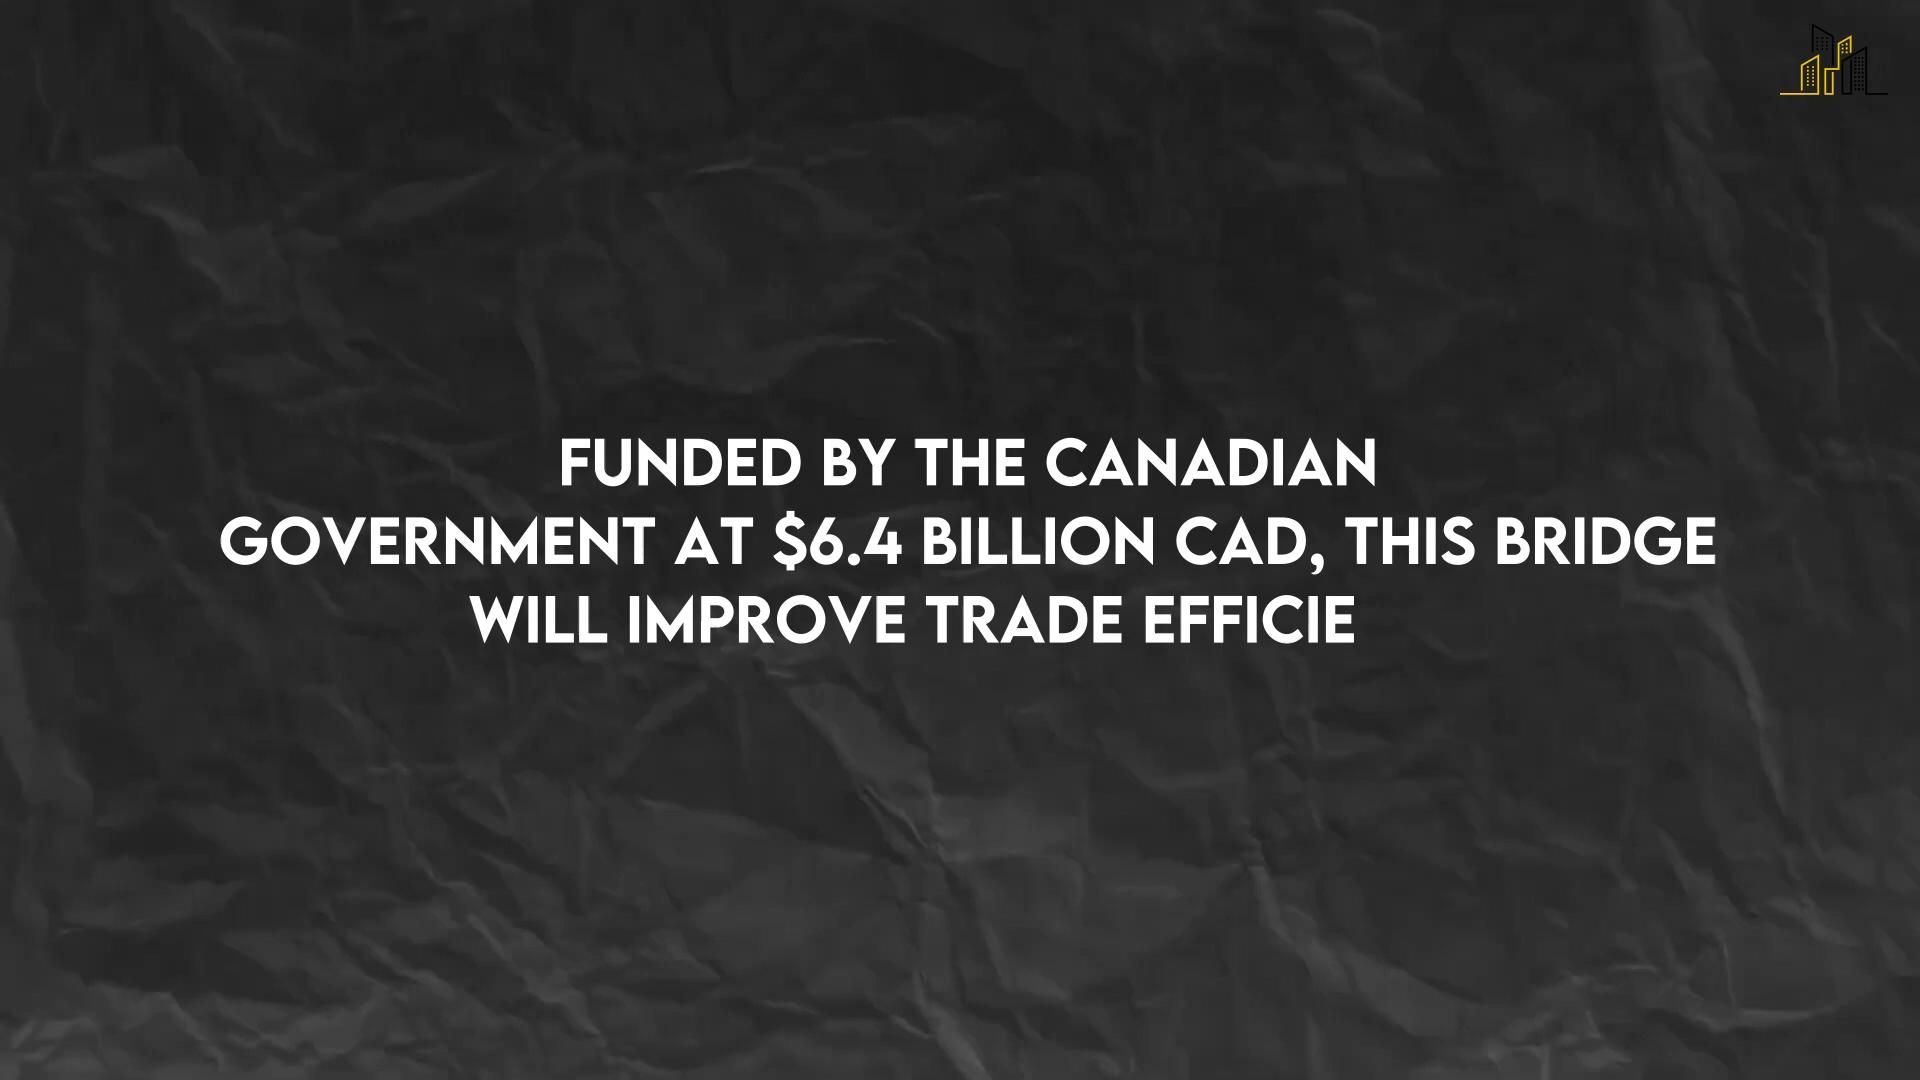 FUNDED BY THE CANADIAN
GOVERNMENT AT $6.4 BILLION CAD, THIS BRIDGE
WILL IMPROVE TRADE EFFICIE